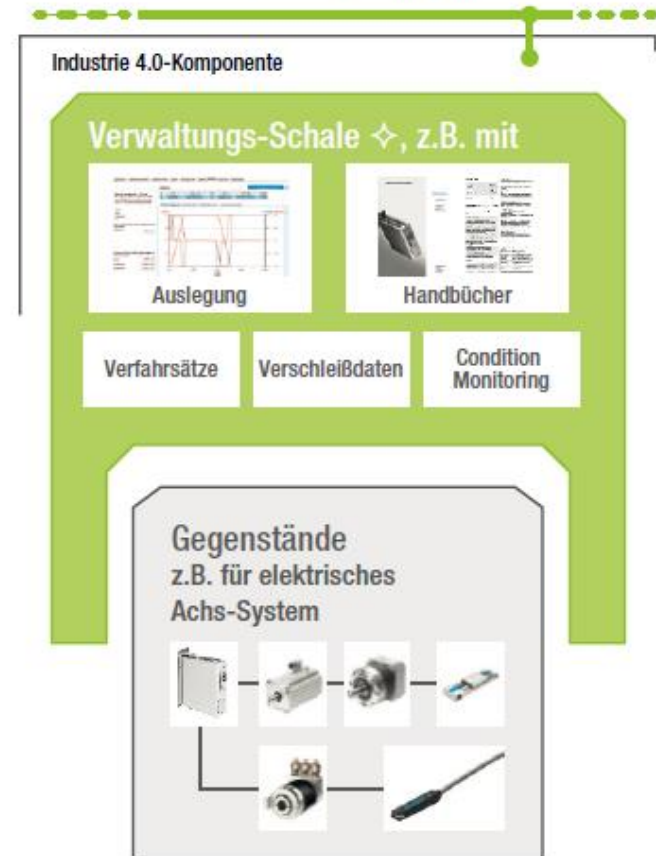 Industrie 4.0-Komponente
Verwaltungs-Schale ✧, z.B. mit
Auslegung
Handbücher
Verfahrsätze
Verschleißdaten
Condition
Monitoring
Gegenstände
z.B. für elektrisches
Achs-System